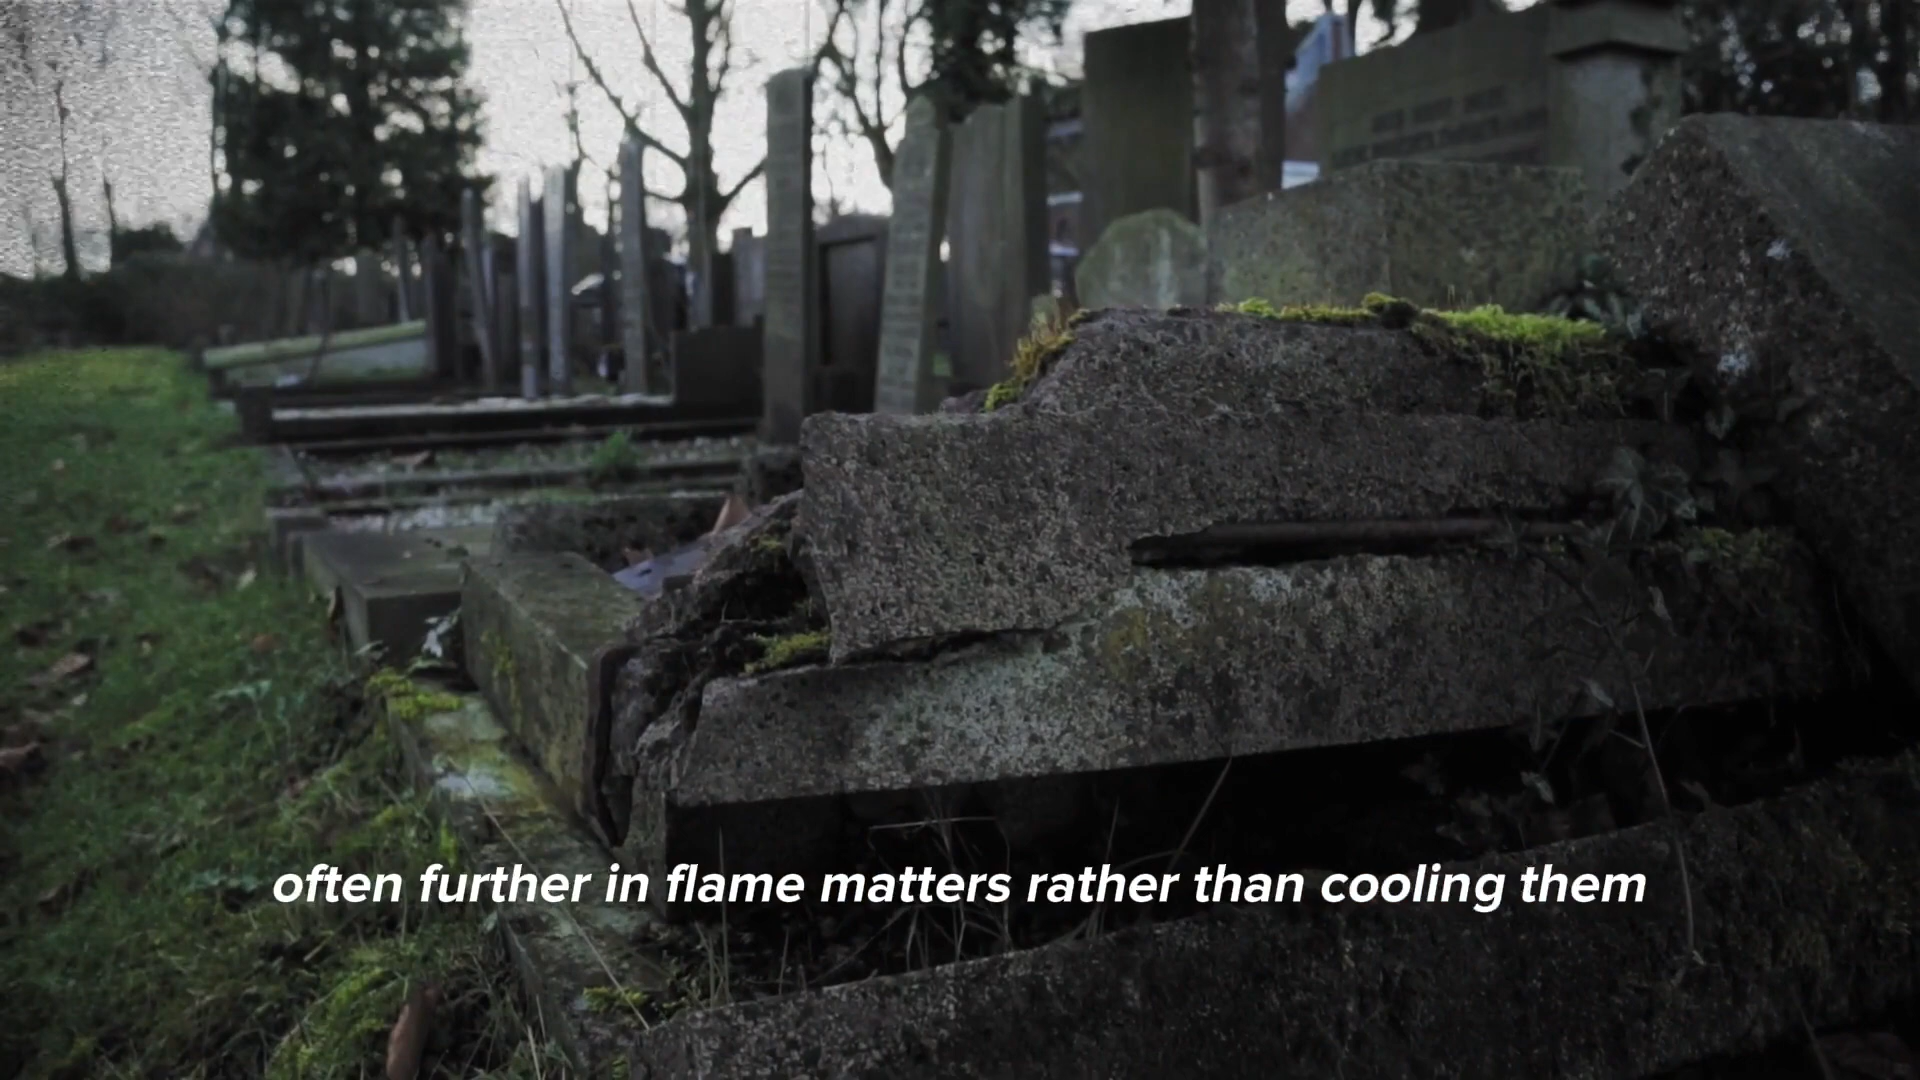 often further in flame matters rather than cooling them